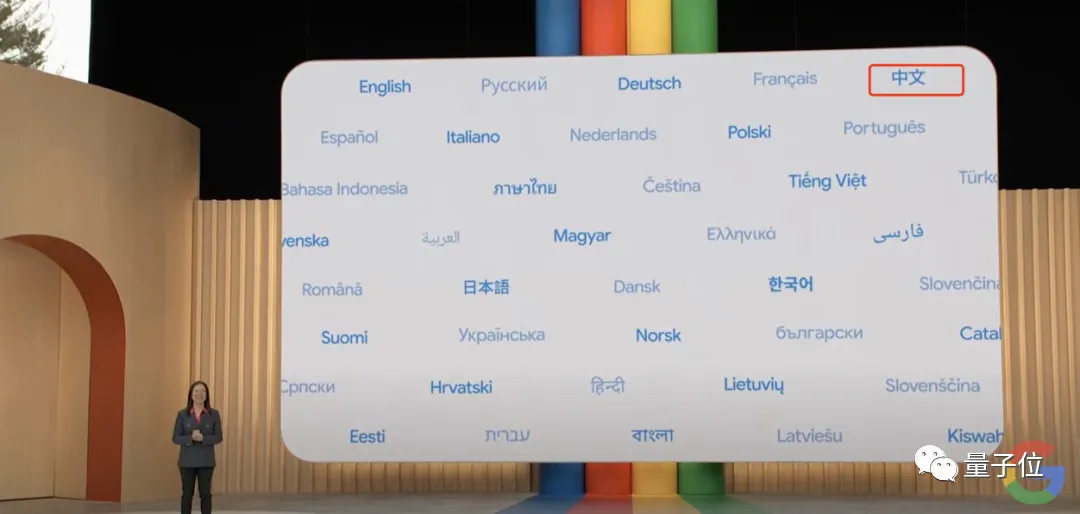 English Русский Deutsch Français 中文
Español Italiano Nederlands Polski Português
Bahasa Indonesia ภาษาไทย Čeština Tiếng Việt Türkç
venska العربية Magyar Ελληνικά فارسی
Română 日本語 Dansk 한국어 Slovenčina
Suomi Українська Norsk български Catal
Српски Hrvatski हिन्दी Lietuvių Slovenščina
Eesti עברית বাংলা Latviešu Kiswah
量子位